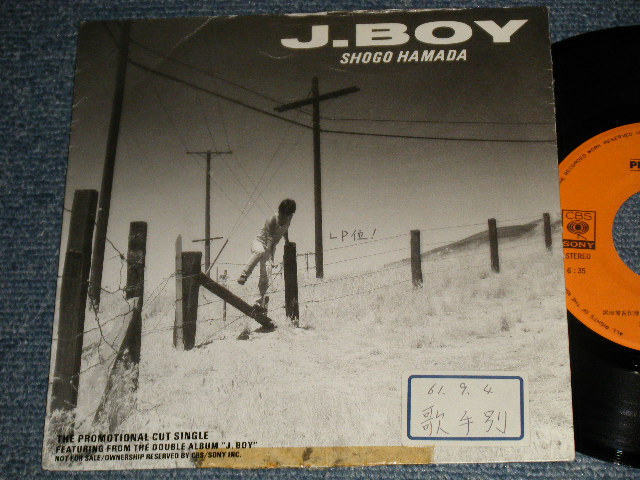 J.BOY
SHOGO HAMADA
LP値!
61. 9. 4
歌手別
THE PROMOTIONAL CUT SINGLE
FEATURING FROM THE DOUBLE ALBUM "J.BOY"
NOT FOR SALE/OWNERSHIP RESERVED BY CBS/SONY INC.
CBS
SONY
STEREO
6:35